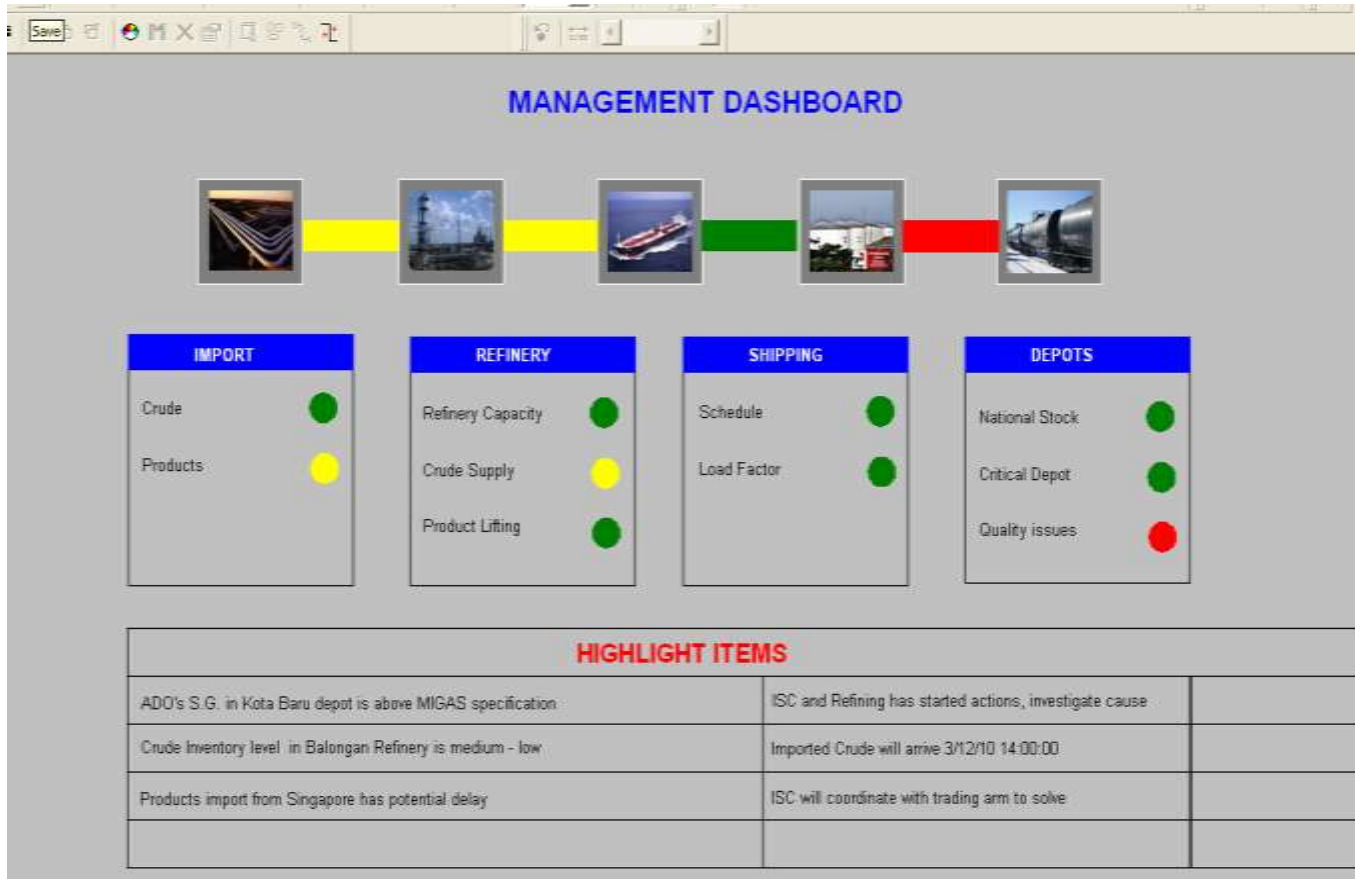 Save
MANAGEMENT DASHBOARD
IMPORT
Crude
Products
REFINERY
Refinery Capacity
Crude Supply
Product Lifting
SHIPPING
Schedule
Load Factor
DEPOTS
National Stock
Critical Depot
Quality issues
HIGHLIGHT ITEMS
ADO's S.G. in Kota Baru depot is above MIGAS specification
ISC and Refining has started actions, investigate cause
Crude Inventory level in Balongan Refinery is medium - low
Imported Crude will arrive 3/12/10 14:00:00
Products import from Singapore has potential delay
ISC will coordinate with trading arm to solve